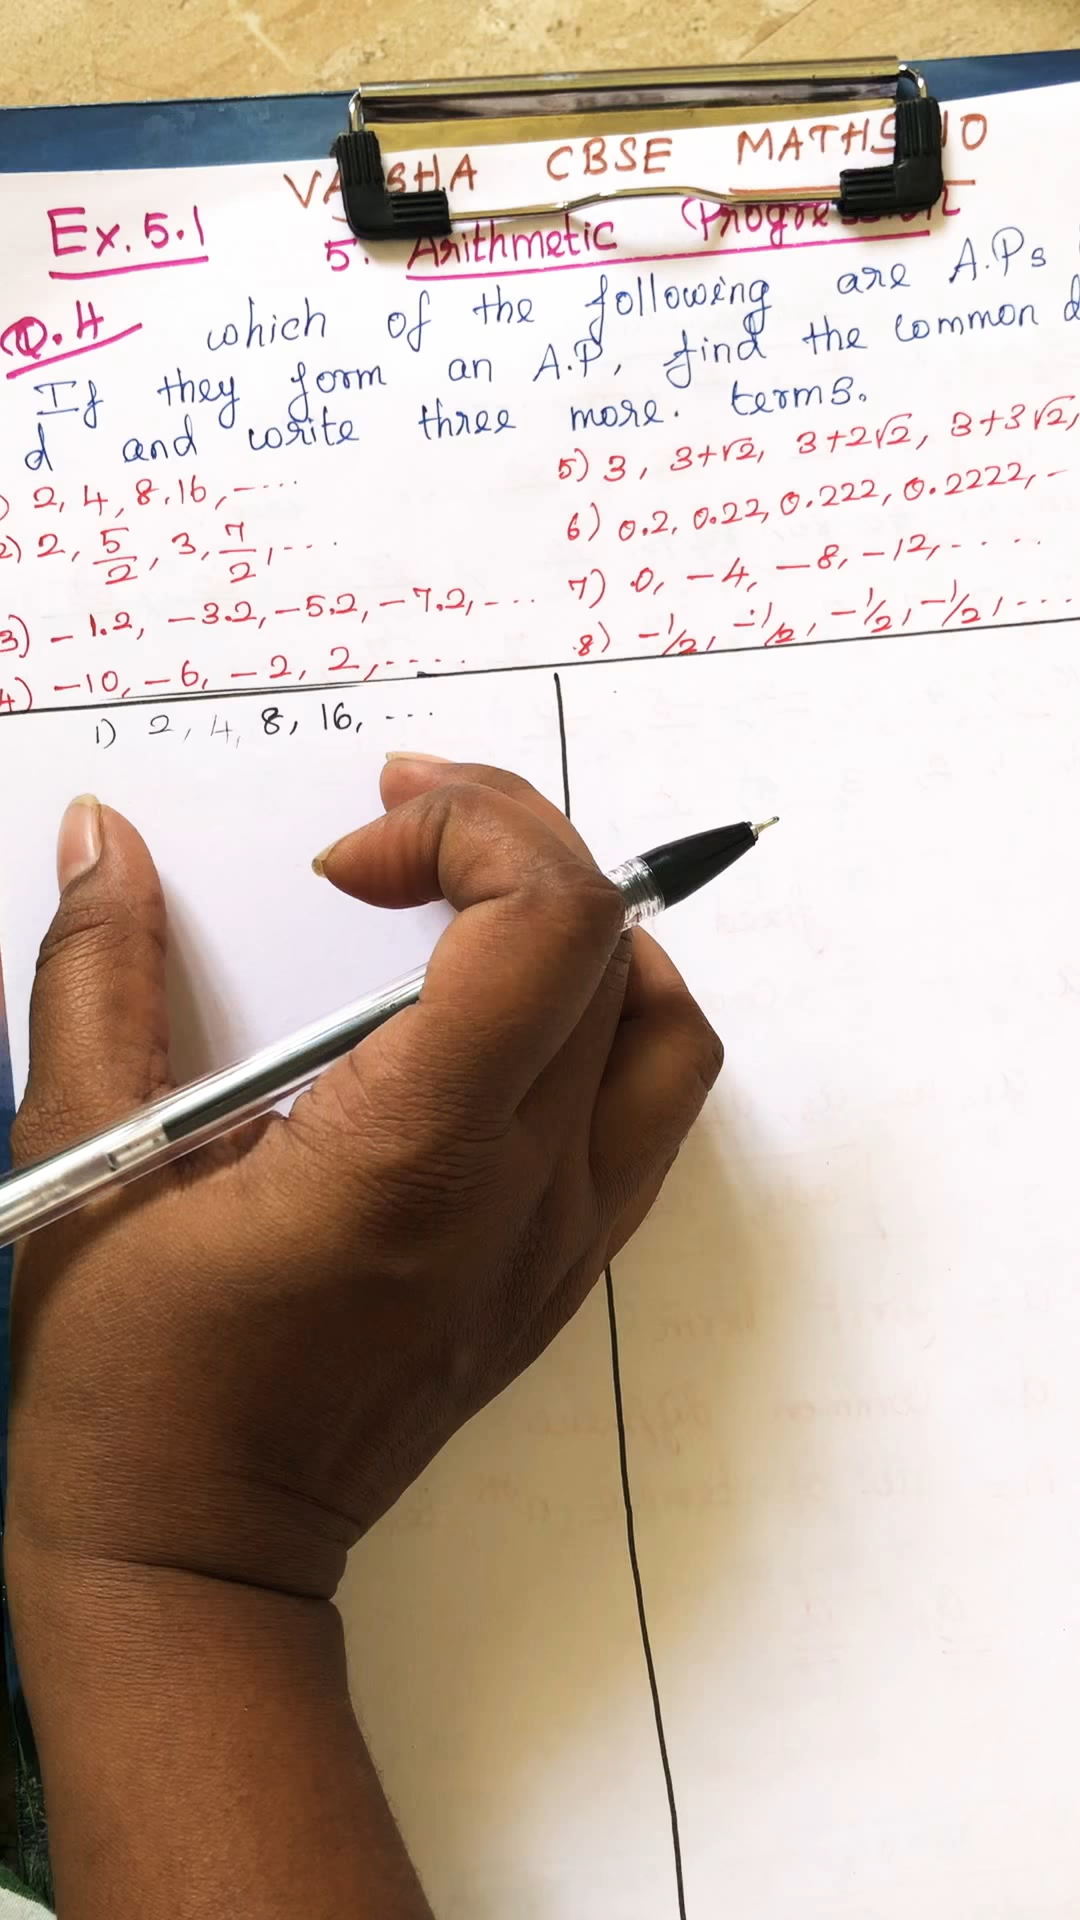 CBSE MATHS 10
Ex. 5.1 5. Arithmetic
Q.4 which of the following are A.Ps
If they form an A.P, find the common d
d and write three more. terms.
) 2, 4, 8, 16, ....
2) 2, 5/2, 3, 7/2, ...
3) -1.2, -3.2, -5.2, -7.2, ...
4) -10, -6, -2, 2, ....
5) 3, 3+√2, 3+2√2, 3+3√2,
6) 0.2, 0.22, 0.222, 0.2222, -
7) 0, -4, -8, -12, ....
8) -1/2, -1/2, -1/2, -1/2, ...
1) 2, 4, 8, 16, ...